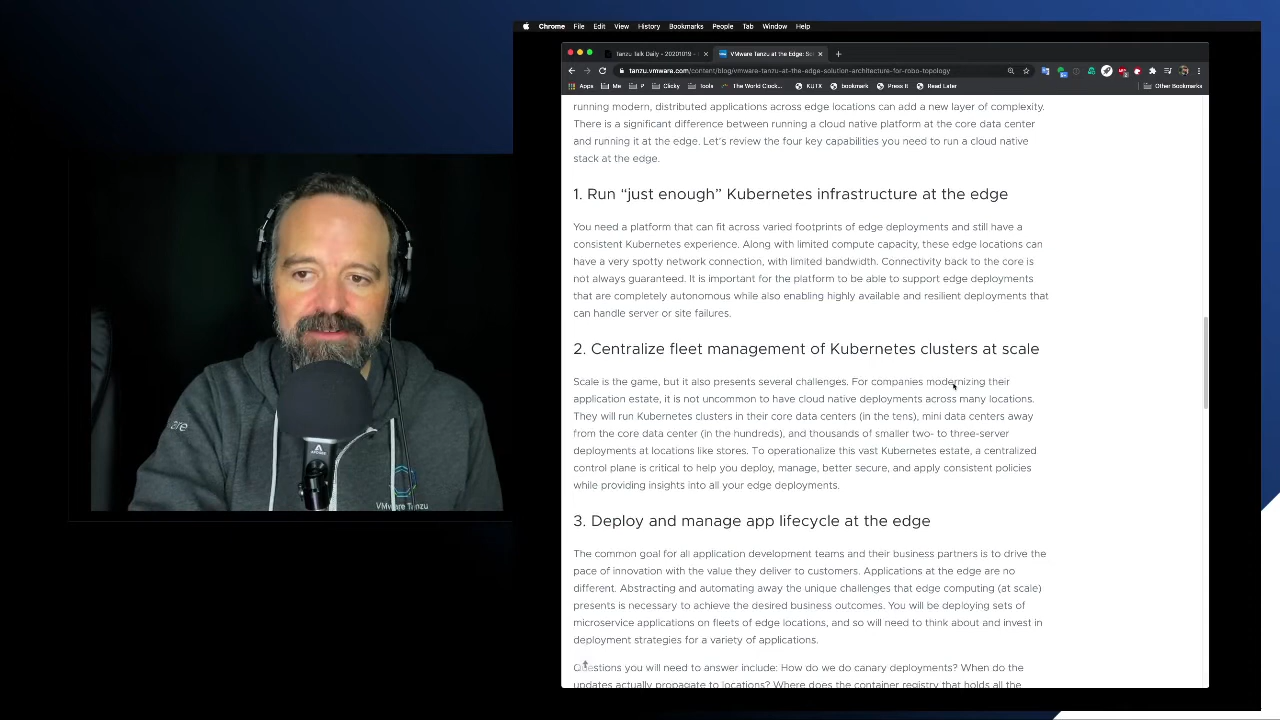 Chrome File Edit View History Bookmarks People Tab Window Help
Tanzu Talk Daily - 20201019 -
VMware Tanzu at the Edge: So
tanzu.vmware.com/content/blog/vmware-tanzu-at-the-edge-solution-architecture-for-robo-topology
Apps Me P Clicky Tools The World Clock... KUTX bookmark Press It Read Later Other Bookmarks
running modern, distributed applications across edge locations can add a new layer of complexity.
There is a significant difference between running a cloud native platform at the core data center
and running it at the edge. Let's review the four key capabilities you need to run a cloud native
stack at the edge.
1. Run “just enough” Kubernetes infrastructure at the edge
You need a platform that can fit across varied footprints of edge deployments and still have a
consistent Kubernetes experience. Along with limited compute capacity, these edge locations can
have a very spotty network connection, with limited bandwidth. Connectivity back to the core is
not always guaranteed. It is important for the platform to be able to support edge deployments
that are completely autonomous while also enabling highly available and resilient deployments that
can handle server or site failures.
2. Centralize fleet management of Kubernetes clusters at scale
Scale is the game, but it also presents several challenges. For companies modernizing their
application estate, it is not uncommon to have cloud native deployments across many locations.
They will run Kubernetes clusters in their core data centers (in the tens), mini data centers away
from the core data center (in the hundreds), and thousands of smaller two- to three-server
deployments at locations like stores. To operationalize this vast Kubernetes estate, a centralized
control plane is critical to help you deploy, manage, better secure, and apply consistent policies
while providing insights into all your edge deployments.
3. Deploy and manage app lifecycle at the edge
The common goal for all application development teams and their business partners is to drive the
pace of innovation with the value they deliver to customers. Applications at the edge are no
different. Abstracting and automating away the unique challenges that edge computing (at scale)
presents is necessary to achieve the desired business outcomes. You will be deploying sets of
microservice applications on fleets of edge locations, and so will need to think about and invest in
deployment strategies for a variety of applications.
Questions you will need to answer include: How do we do canary deployments? When do the
updates actually propagate to locations? Where does the container registry that holds all the
VMware Tanzu